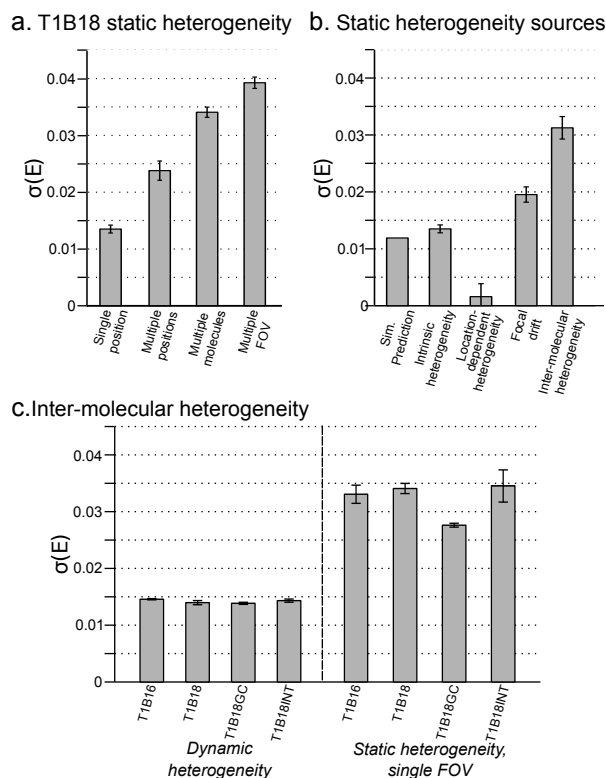 a. T1B18 static heterogeneity
0.04
0.03
0.02
0.01
0
σ(E)
Single
position
Multiple
positions
Multiple
molecules
Multiple
FOV
b. Static heterogeneity sources
0.04
0.03
0.02
0.01
0
σ(E)
Sim.
Prediction
Intrinsic
heterogeneity
Location-
dependent
heterogeneity
Focal
drift
Inter-molecular
heterogeneity
c.Inter-molecular heterogeneity
0.04
0.03
0.02
0.01
0
σ(E)
T1B16
T1B18
T1B18GC
T1B18INT
T1B16
T1B18
T1B18GC
T1B18INT
Dynamic
heterogeneity
Static heterogeneity,
single FOV